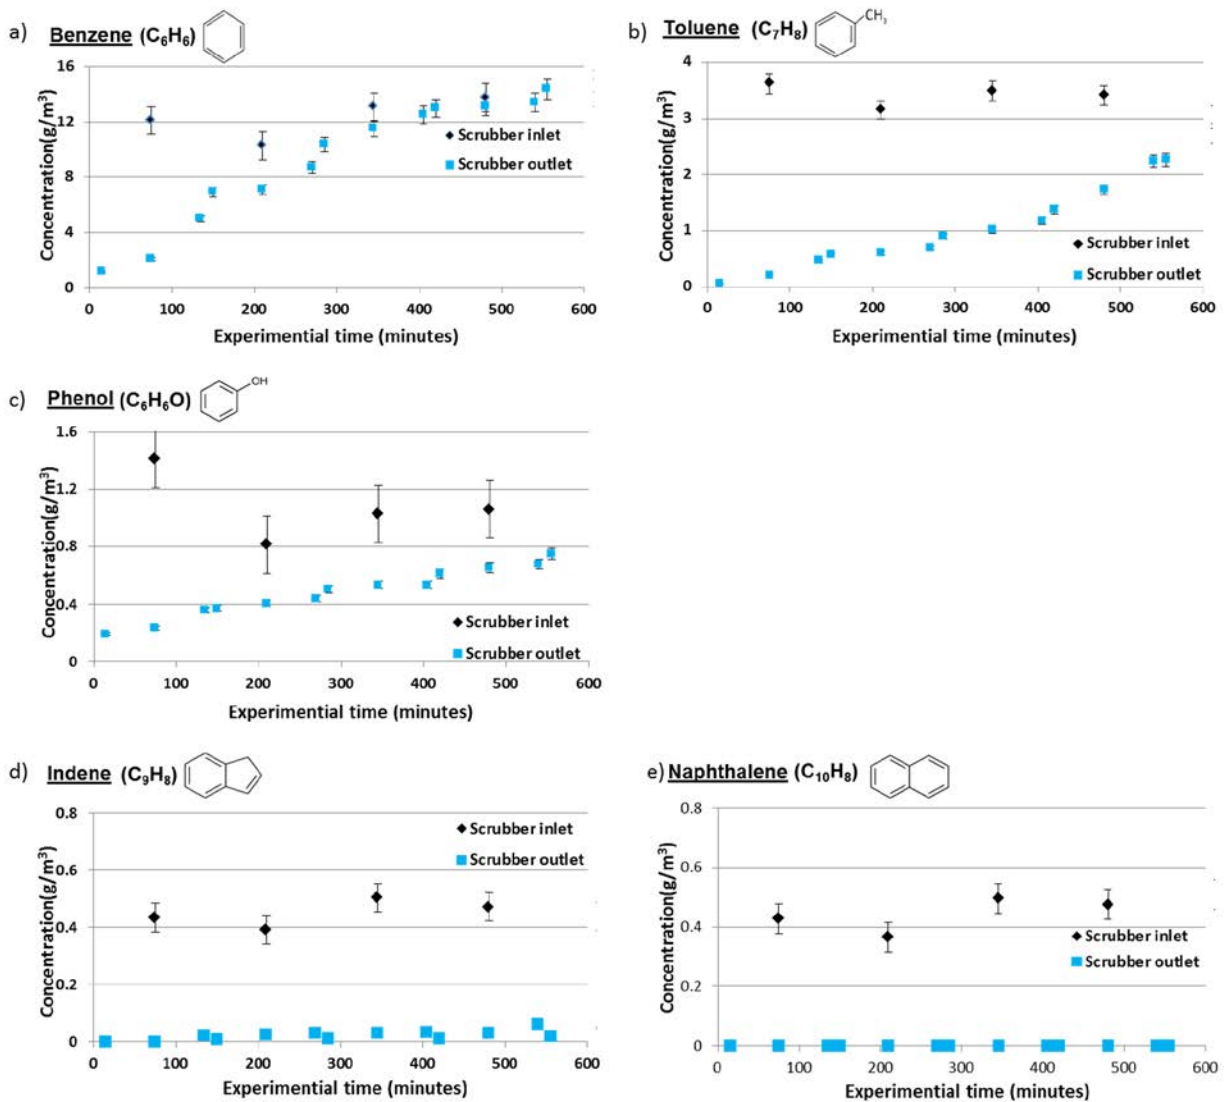 a) Benzene (C₆H₆)
16
12
8
4
0
0 100 200 300 400 500 600
Concentration(g/m³)
Experimental time (minutes)
Scrubber inlet
Scrubber outlet
b) Toluene (C₇H₈)
CH₃
4
3
2
1
0
0 100 200 300 400 500 600
Concentration(g/m³)
Experimental time (minutes)
Scrubber inlet
Scrubber outlet
c) Phenol (C₆H₆O)
OH
1.6
1.2
0.8
0.4
0
0 100 200 300 400 500 600
Concentration(g/m³)
Experimental time (minutes)
Scrubber inlet
Scrubber outlet
d) Indene (C₉H₈)
0.8
0.6
0.4
0.2
0
0 100 200 300 400 500 600
Concentration(g/m³)
Experimental time (minutes)
Scrubber inlet
Scrubber outlet
e) Naphthalene (C₁₀H₈)
0.8
0.6
0.4
0.2
0
0 100 200 300 400 500 600
Concentration(g/m³)
Experimental time (minutes)
Scrubber inlet
Scrubber outlet